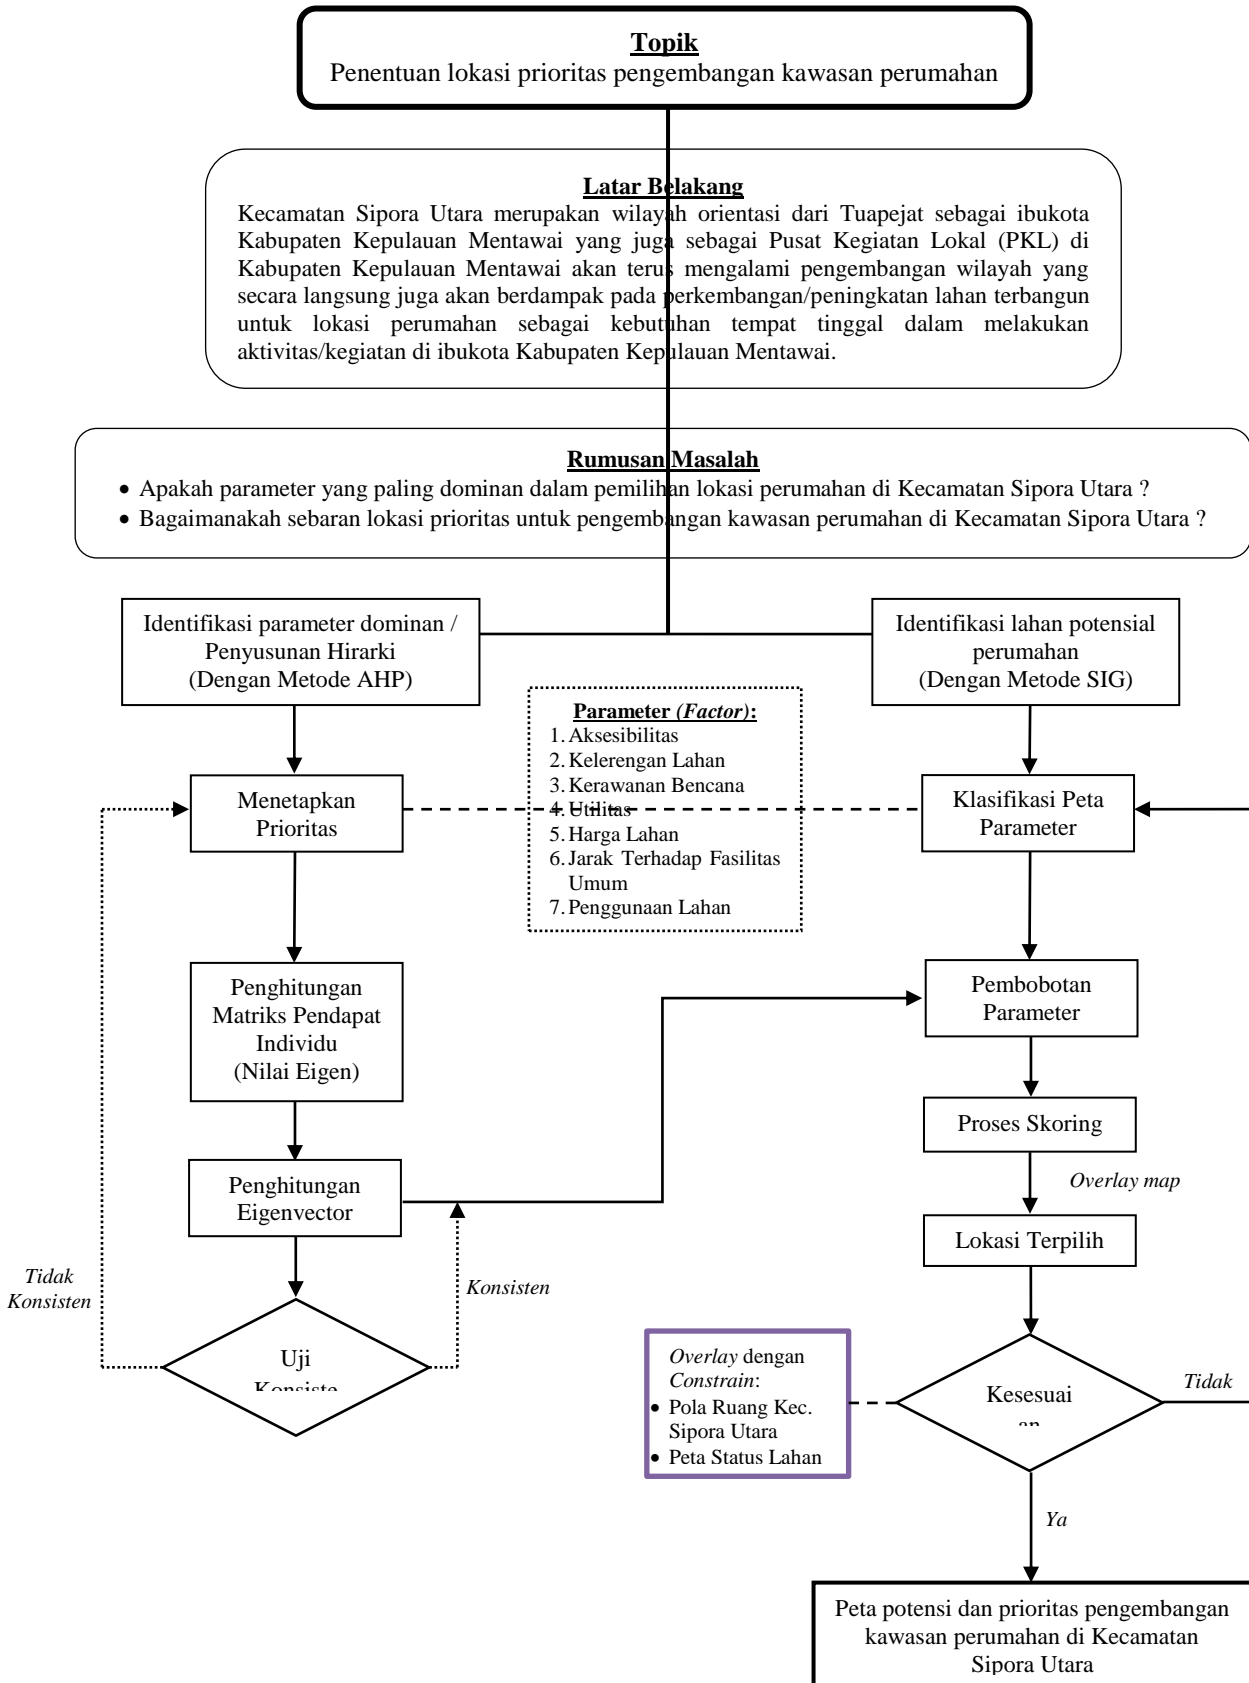 Topik
Penentuan lokasi prioritas pengembangan kawasan perumahan
Latar Belakang
Kecamatan Sipora Utara merupakan wilayah orientasi dari Tuapejat sebagai ibukota
Kabupaten Kepulauan Mentawai yang juga sebagai Pusat Kegiatan Lokal (PKL) di
Kabupaten Kepulauan Mentawai akan terus mengalami pengembangan wilayah yang
secara langsung juga akan berdampak pada perkembangan/peningkatan lahan terbangun
untuk lokasi perumahan sebagai kebutuhan tempat tinggal dalam melakukan
aktivitas/kegiatan di ibukota Kabupaten Kepulauan Mentawai.
Rumusan Masalah
• Apakah parameter yang paling dominan dalam pemilihan lokasi perumahan di Kecamatan Sipora Utara ?
• Bagaimanakah sebaran lokasi prioritas untuk pengembangan kawasan perumahan di Kecamatan Sipora Utara ?
Identifikasi parameter dominan /
Penyusunan Hirarki
(Dengan Metode AHP)
Identifikasi lahan potensial
perumahan
(Dengan Metode SIG)
Parameter (Factor):
1. Aksesibilitas
2. Kelerengan Lahan
3. Kerawanan Bencana
4. Utilitas
5. Harga Lahan
6. Jarak Terhadap Fasilitas
Umum
7. Penggunaan Lahan
Menetapkan
Prioritas
Klasifikasi Peta
Parameter
Penghitungan
Matriks Pendapat
Individu
(Nilai Eigen)
Pembobotan
Parameter
Proses Skoring
Overlay map
Penghitungan
Eigenvector
Lokasi Terpilih
Tidak
Konsisten
Konsisten
Uji
Konsiste
Overlay dengan
Constrain:
• Pola Ruang Kec.
Sipora Utara
• Peta Status Lahan
Kesesuai
an
Tidak
Ya
Peta potensi dan prioritas pengembangan
kawasan perumahan di Kecamatan
Sipora Utara